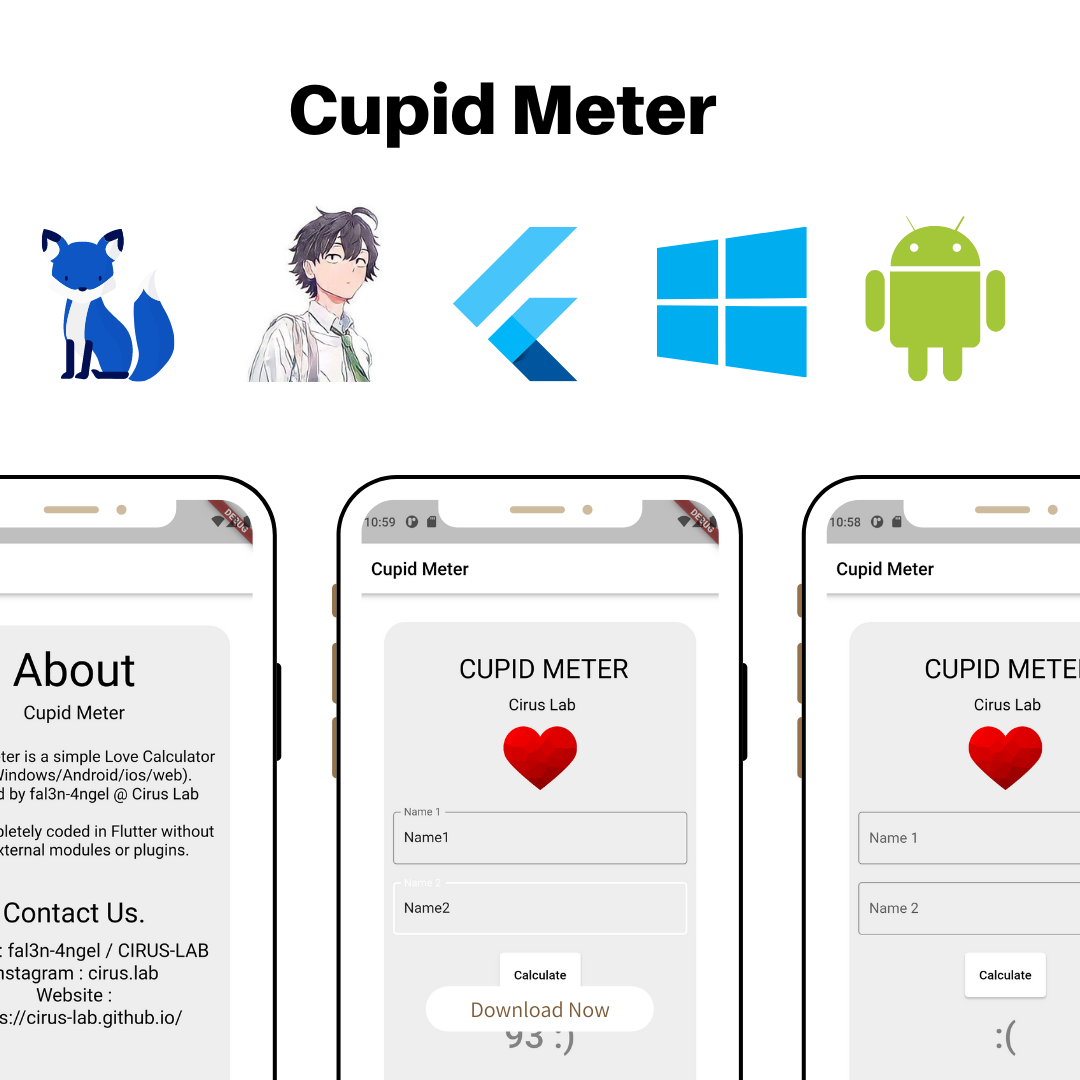 Cupid Meter
DEBUG
About
Cupid Meter
ter is a simple Love Calculator
Windows/Android/ios/web).
d by fal3n-4ngel @ Cirus Lab
pletely coded in Flutter without
xternal modules or plugins.
Contact Us.
: fal3n-4ngel / CIRUS-LAB
nstagram : cirus.lab
Website :
s://cirus-lab.github.io/
10:59
DEBUG
Cupid Meter
CUPID METER
Cirus Lab
Name 1
Name1
Name 2
Name2
Calculate
Download Now
93 :)
10:58
Cupid Meter
CUPID METE
Cirus Lab
Name 1
Name 2
Calculate
:(